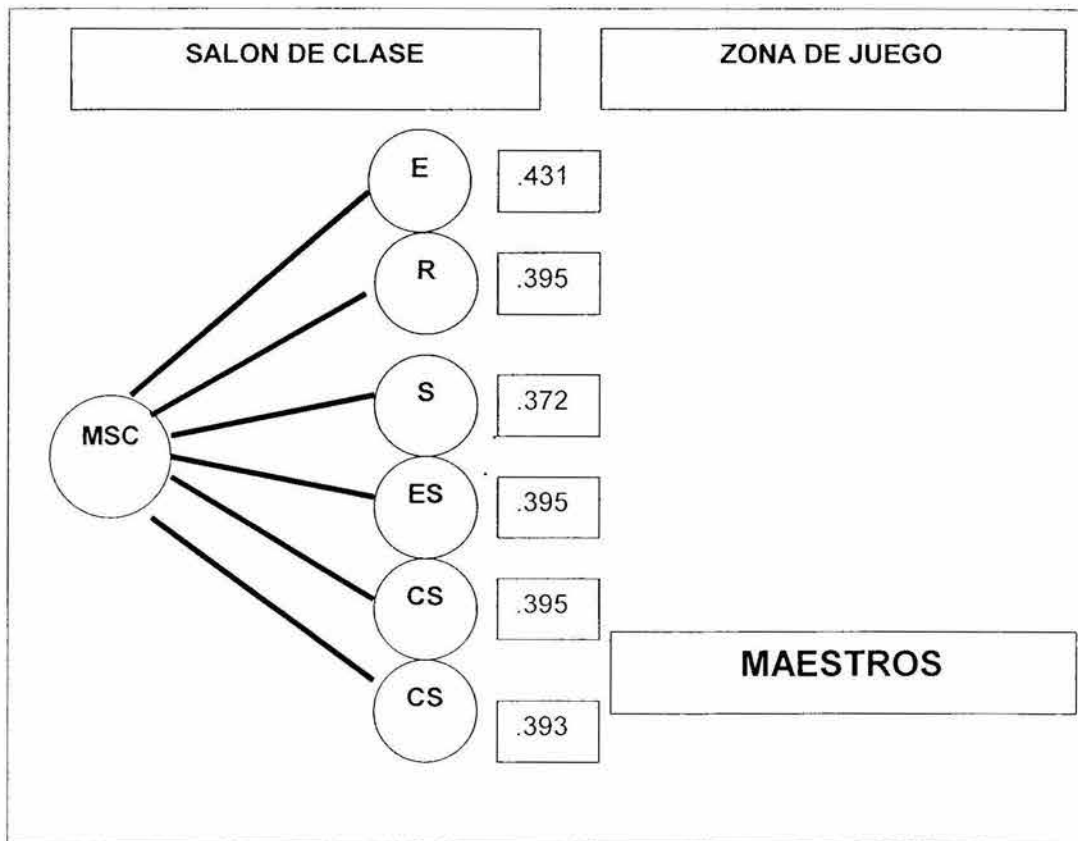 SALON DE CLASE
ZONA DE JUEGO
E
.431
R
.395
S
.372
MSC
ES
.395
CS
.395
MAESTROS
CS
.393